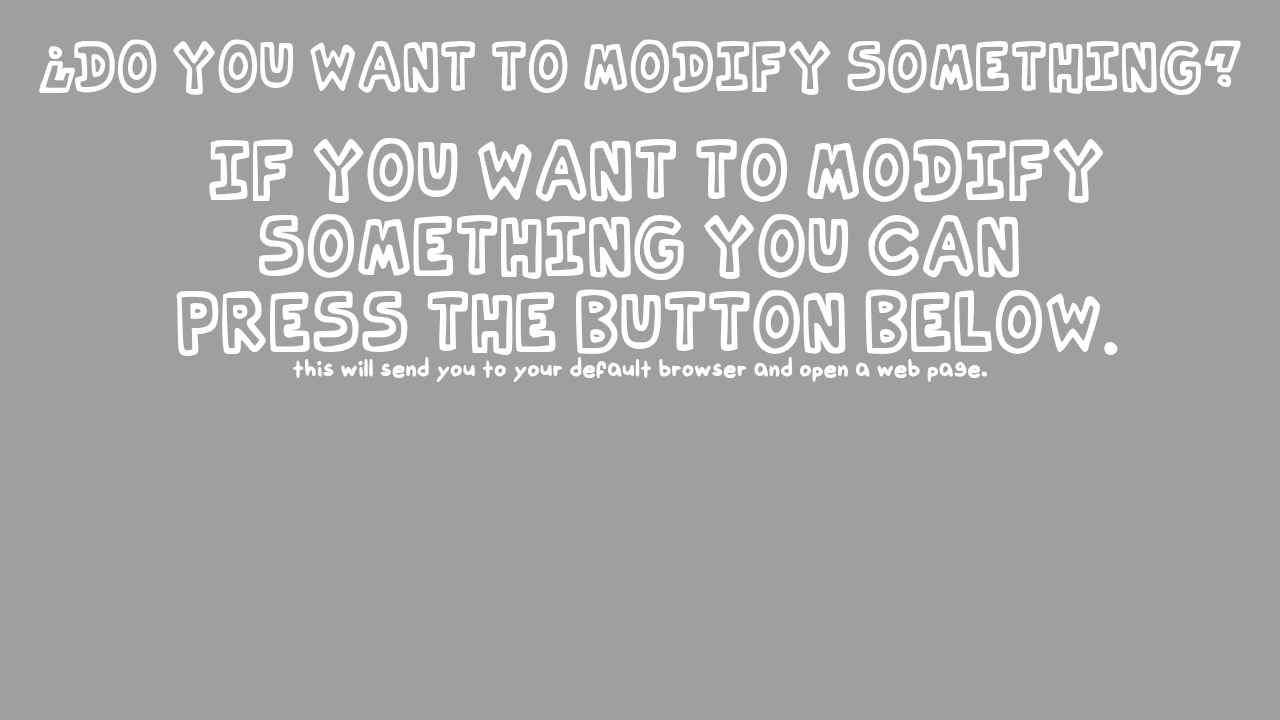 ¿DO YOU WANT TO MODIFY SOMETHING?
IF YOU WANT TO MODIFY
SOMETHING YOU CAN
PRESS THE BUTTON BELOW.
this will send you to your default browser and open a web page.